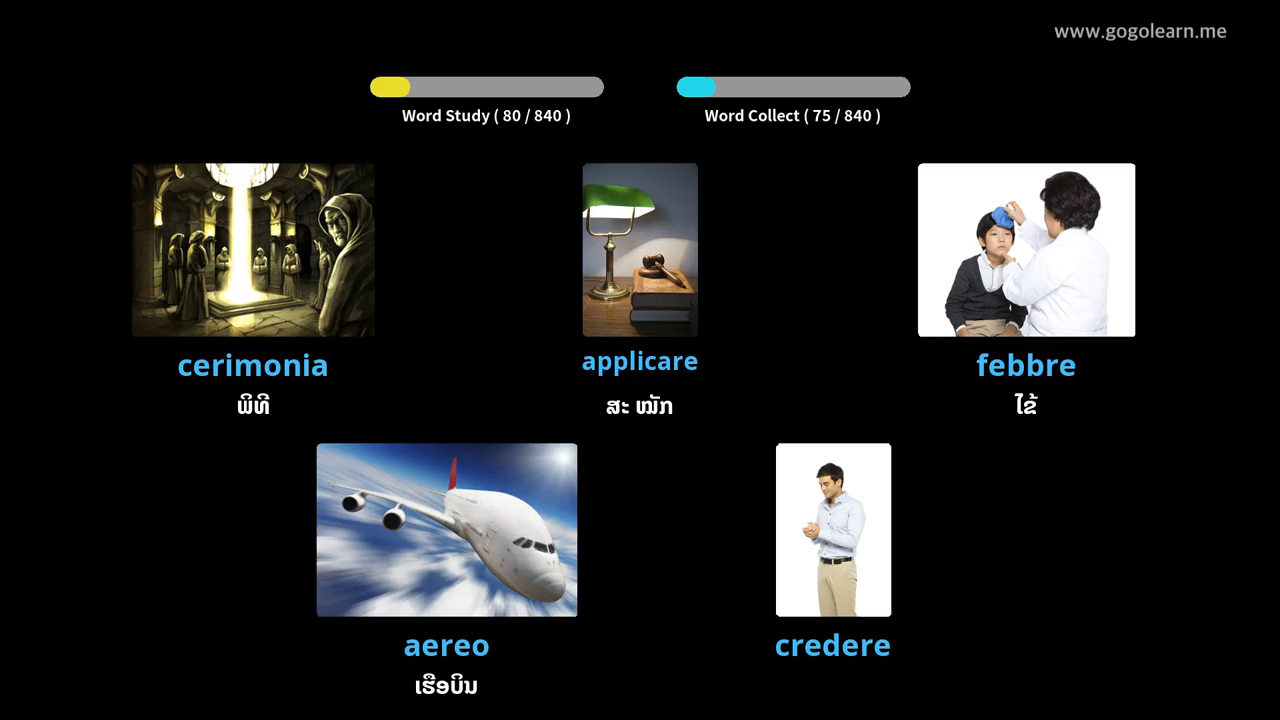 www.gogolearn.me
Word Study ( 80 / 840 )
Word Collect ( 75 / 840 )
cerimonia
ພິທີ
applicare
ສະ ໝັກ
febbre
ໄຂ້
aereo
ເຮືອບິນ
credere